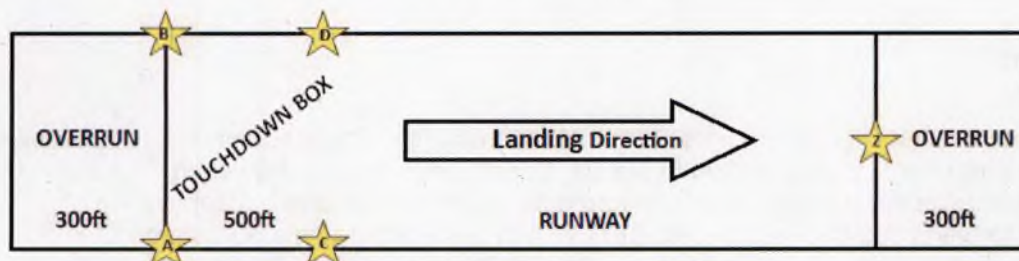 B
D
OVERRUN
TOUCHDOWN BOX
Landing Direction
Z
OVERRUN
300ft
500ft
RUNWAY
300ft
A
C